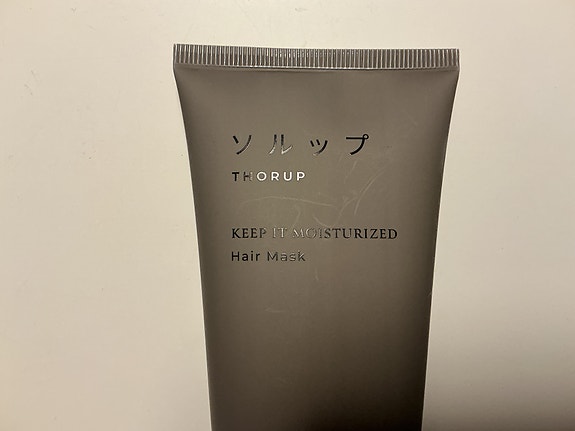 ソルップ
THORUP
KEEP IT MOISTURIZED
Hair Mask